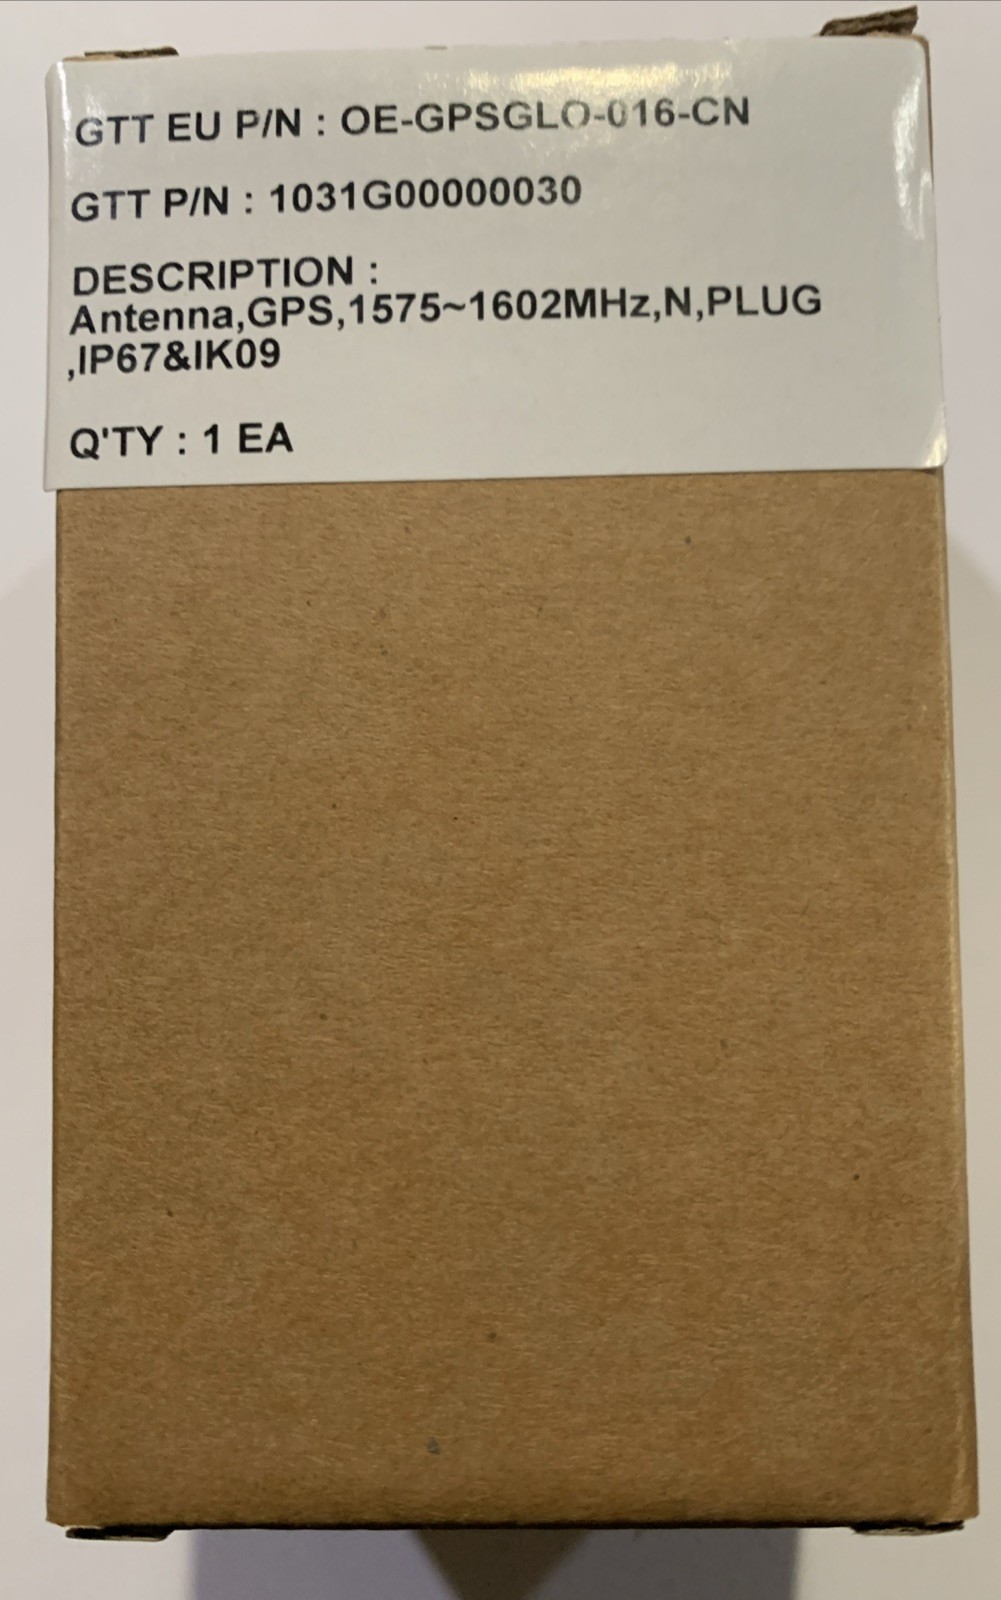 GTT EU P/N : OE-GPSGLO-016-CN
GTT P/N : 1031G00000030
DESCRIPTION :
Antenna,GPS,1575~1602MHz,N,PLUG
,IP67&IK09
Q'TY : 1 EA